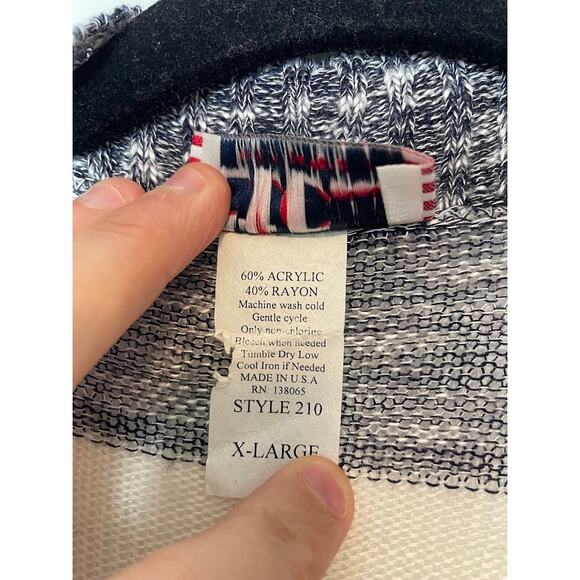 60% ACRYLIC
40% RAYON
Machine wash cold
Gentle cycle
Only non-chlorine
Bleach when needed
Tumble Dry Low
Cool Iron if Needed
MADE IN U.S.A
RN: 138065
STYLE 210
X-LARGE